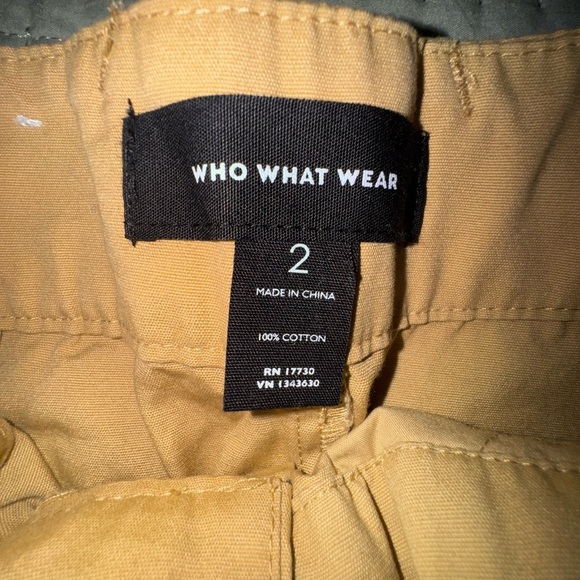 WHO WHAT WEAR
2
MADE IN CHINA
100% COTTON
RN 17730
VN 1343630